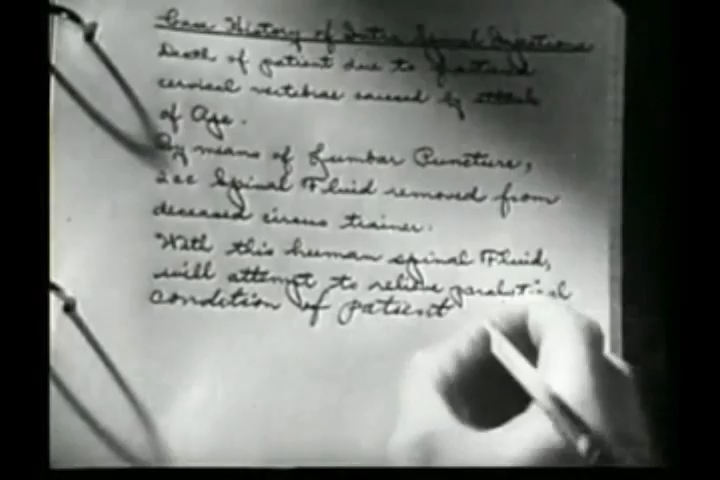 Case History of Intra Spinal Injections
Death of patient due to fractured
cervical vertebrae caused by attack
of Ape.
By means of Lumbar Puncture,
2cc Spinal Fluid removed from
deceased circus trainer.
With this human spinal Fluid,
will attempt to relieve paralytical
condition of patient